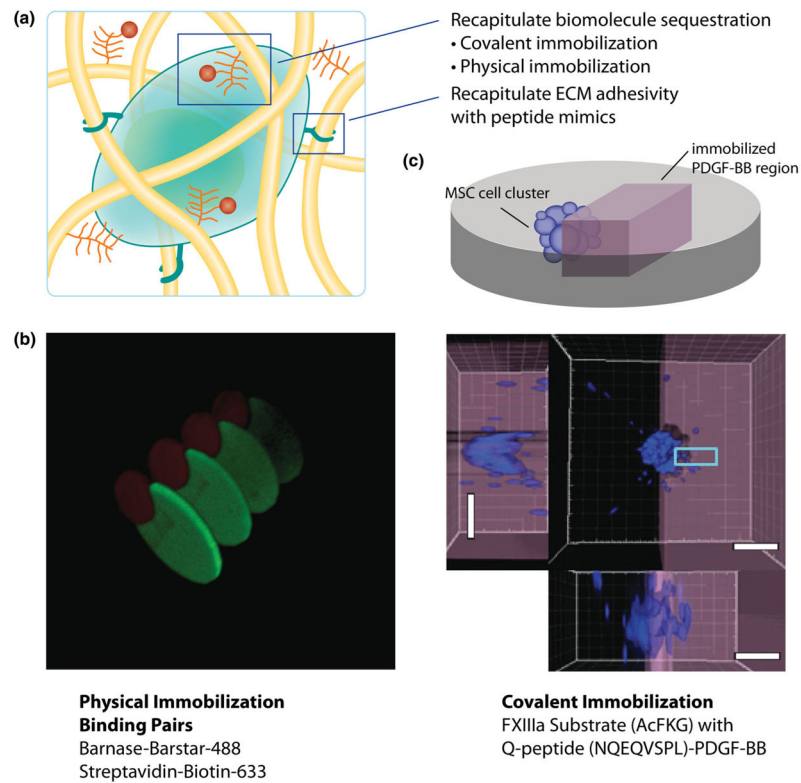 (a)
Recapitulate biomolecule sequestration
• Covalent immobilization
• Physical immobilization
Recapitulate ECM adhesivity
with peptide mimics
(c)
immobilized
PDGF-BB region
MSC cell cluster
(b)
Physical Immobilization
Binding Pairs
Barnase-Barstar-488
Streptavidin-Biotin-633
Covalent Immobilization
FXIIIa Substrate (AcFKG) with
Q-peptide (NQEQVSPL)-PDGF-BB